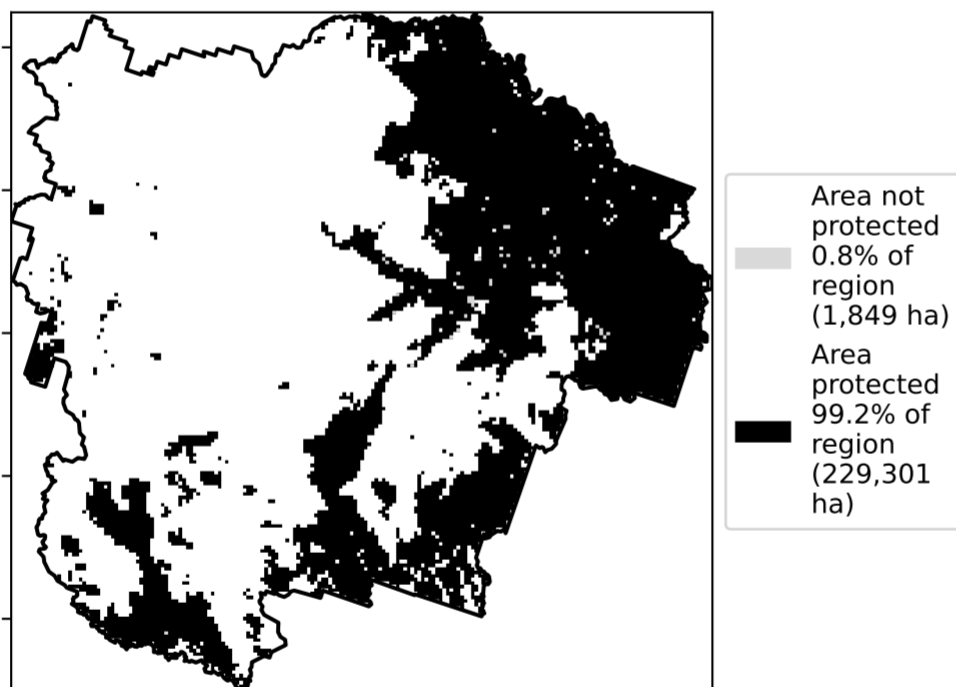 Area not
protected
0.8% of
region
(1,849 ha)
Area
protected
99.2% of
region
(229,301
ha)